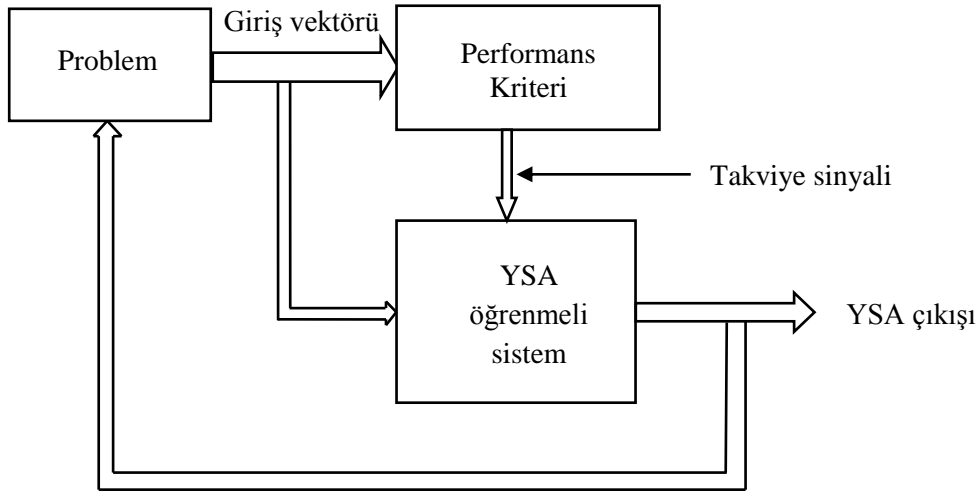 Giriş vektörü
Problem
Performans
Kriteri
Takviye sinyali
YSA
öğrenmeli
sistem
YSA çıkışı